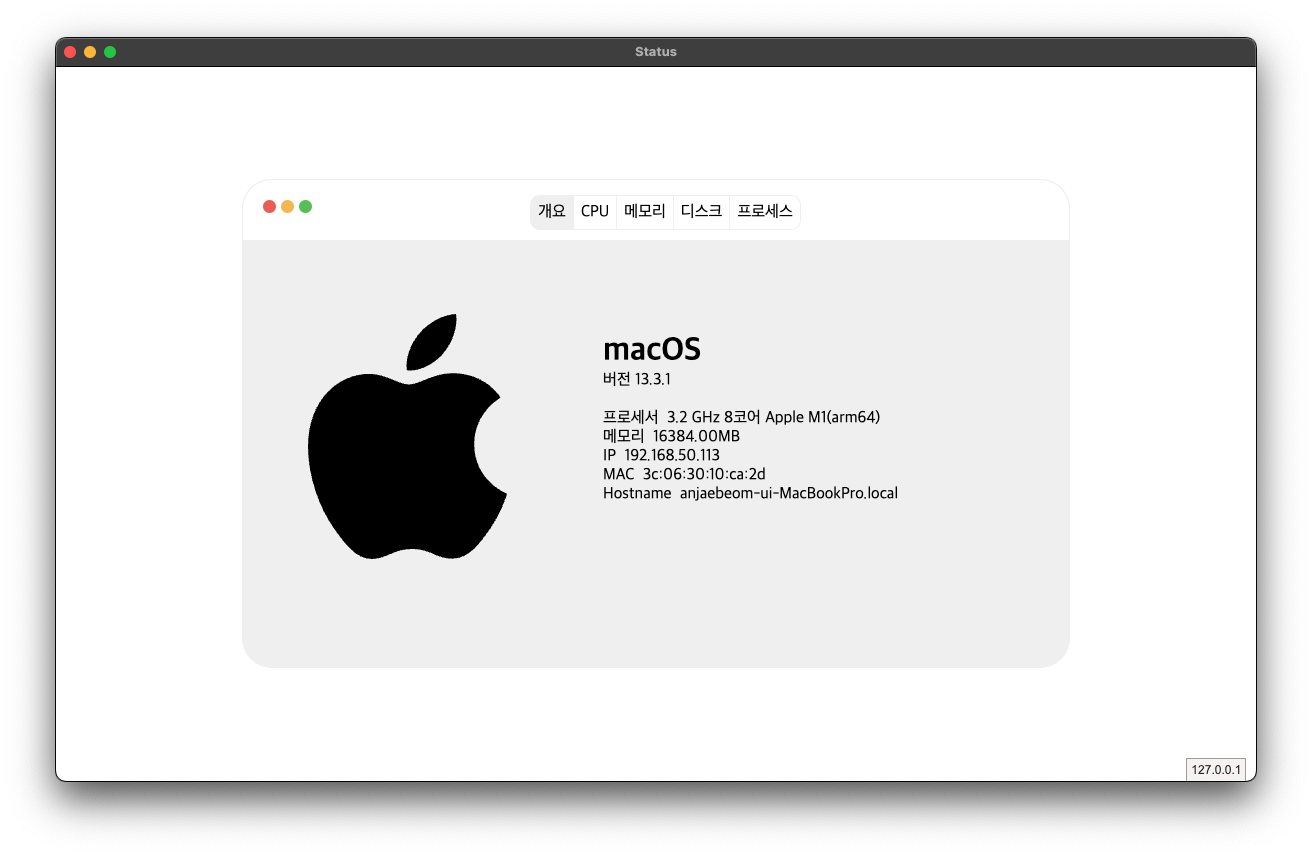 Status
개요 CPU 메모리 디스크 프로세스
macOS
버전 13.3.1
프로세서 3.2 GHz 8코어 Apple M1(arm64)
메모리 16384.00MB
IP 192.168.50.113
MAC 3c:06:30:10:ca:2d
Hostname anjaebeom-ui-MacBookPro.local
127.0.0.1